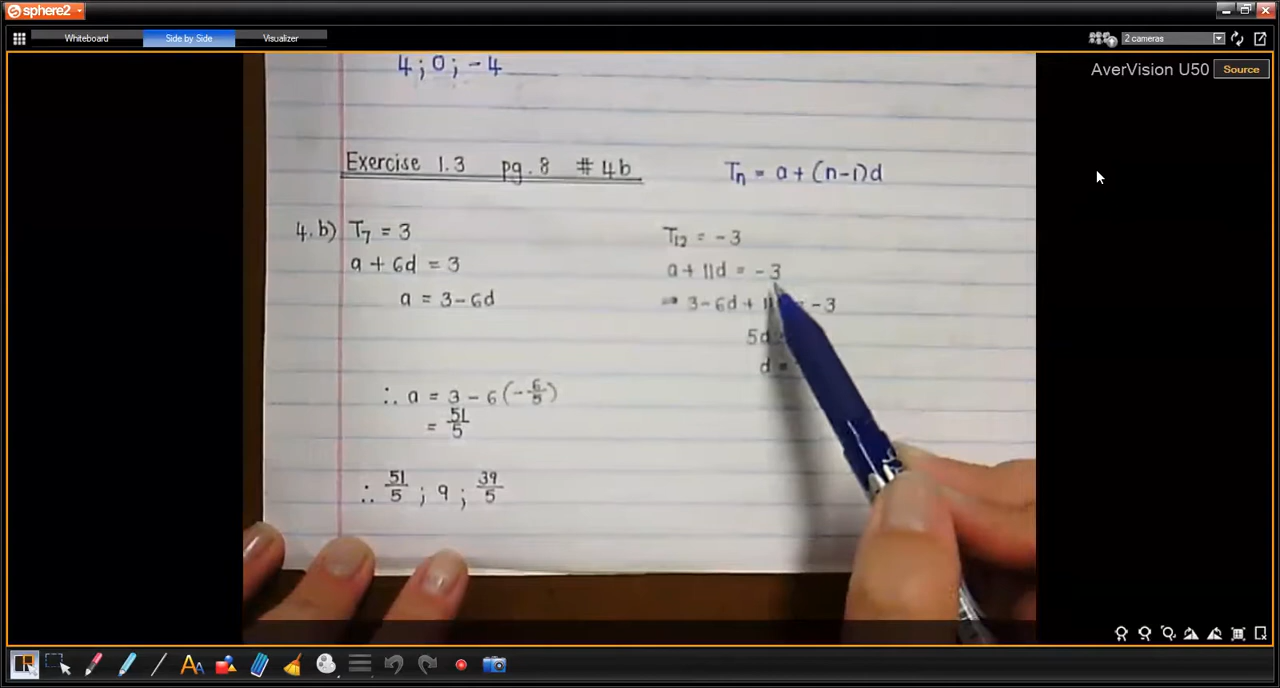 sphere2
Whiteboard
Side by Side
Visualizer
2 cameras
AverVision U50
Source
4 ; 0 ; - 4
Exercise 1.3 pg. 8 # 4b
Tn = a + (n-1)d
4. b) T7 = 3
a + 6d = 3
a = 3 - 6d
∴ a = 3 - 6(-6/5)
= 51/5
∴ 51/5 ; 9 ; 39/5
T12 = -3
a + 11d = -3
⇒ 3 - 6d + 11 = -3
5d
d =